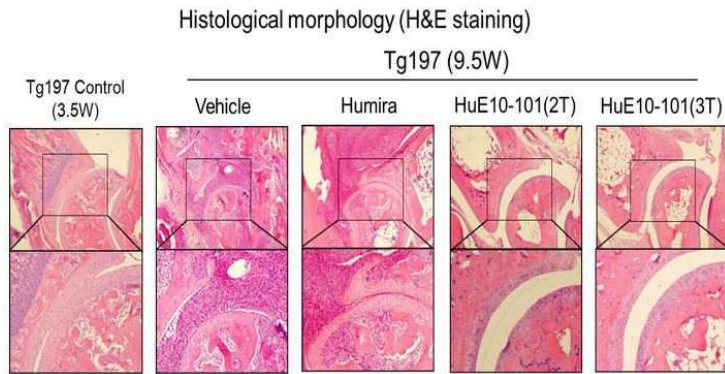 Histological morphology (H&E staining)
Tg197 (9.5W)
Tg197 Control
(3.5W)
Vehicle
Humira
HuE10-101(2T)
HuE10-101(3T)